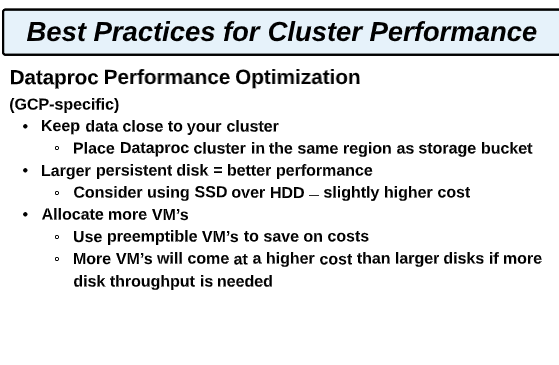 Best Practices for Cluster Performance
Dataproc Performance Optimization
(GCP-specific)
• Keep data close to your cluster
◦ Place Dataproc cluster in the same region as storage bucket
• Larger persistent disk = better performance
◦ Consider using SSD over HDD – slightly higher cost
• Allocate more VM's
◦ Use preemptible VM's to save on costs
◦ More VM's will come at a higher cost than larger disks if more
disk throughput is needed